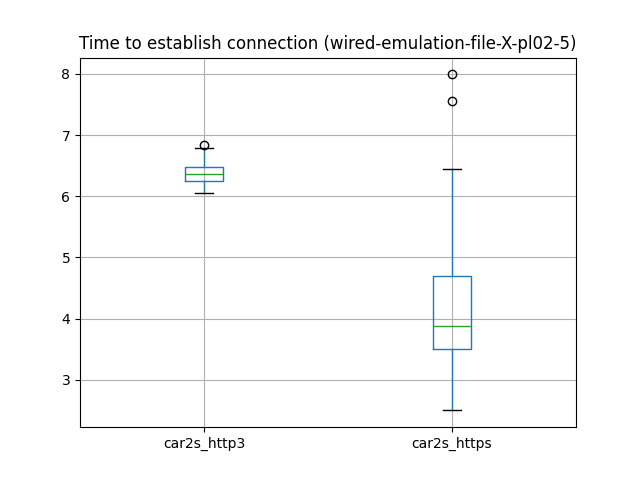 Time to establish connection (wired-emulation-file-X-pl02-5)
8
7
6
5
4
3
car2s_http3
car2s_https